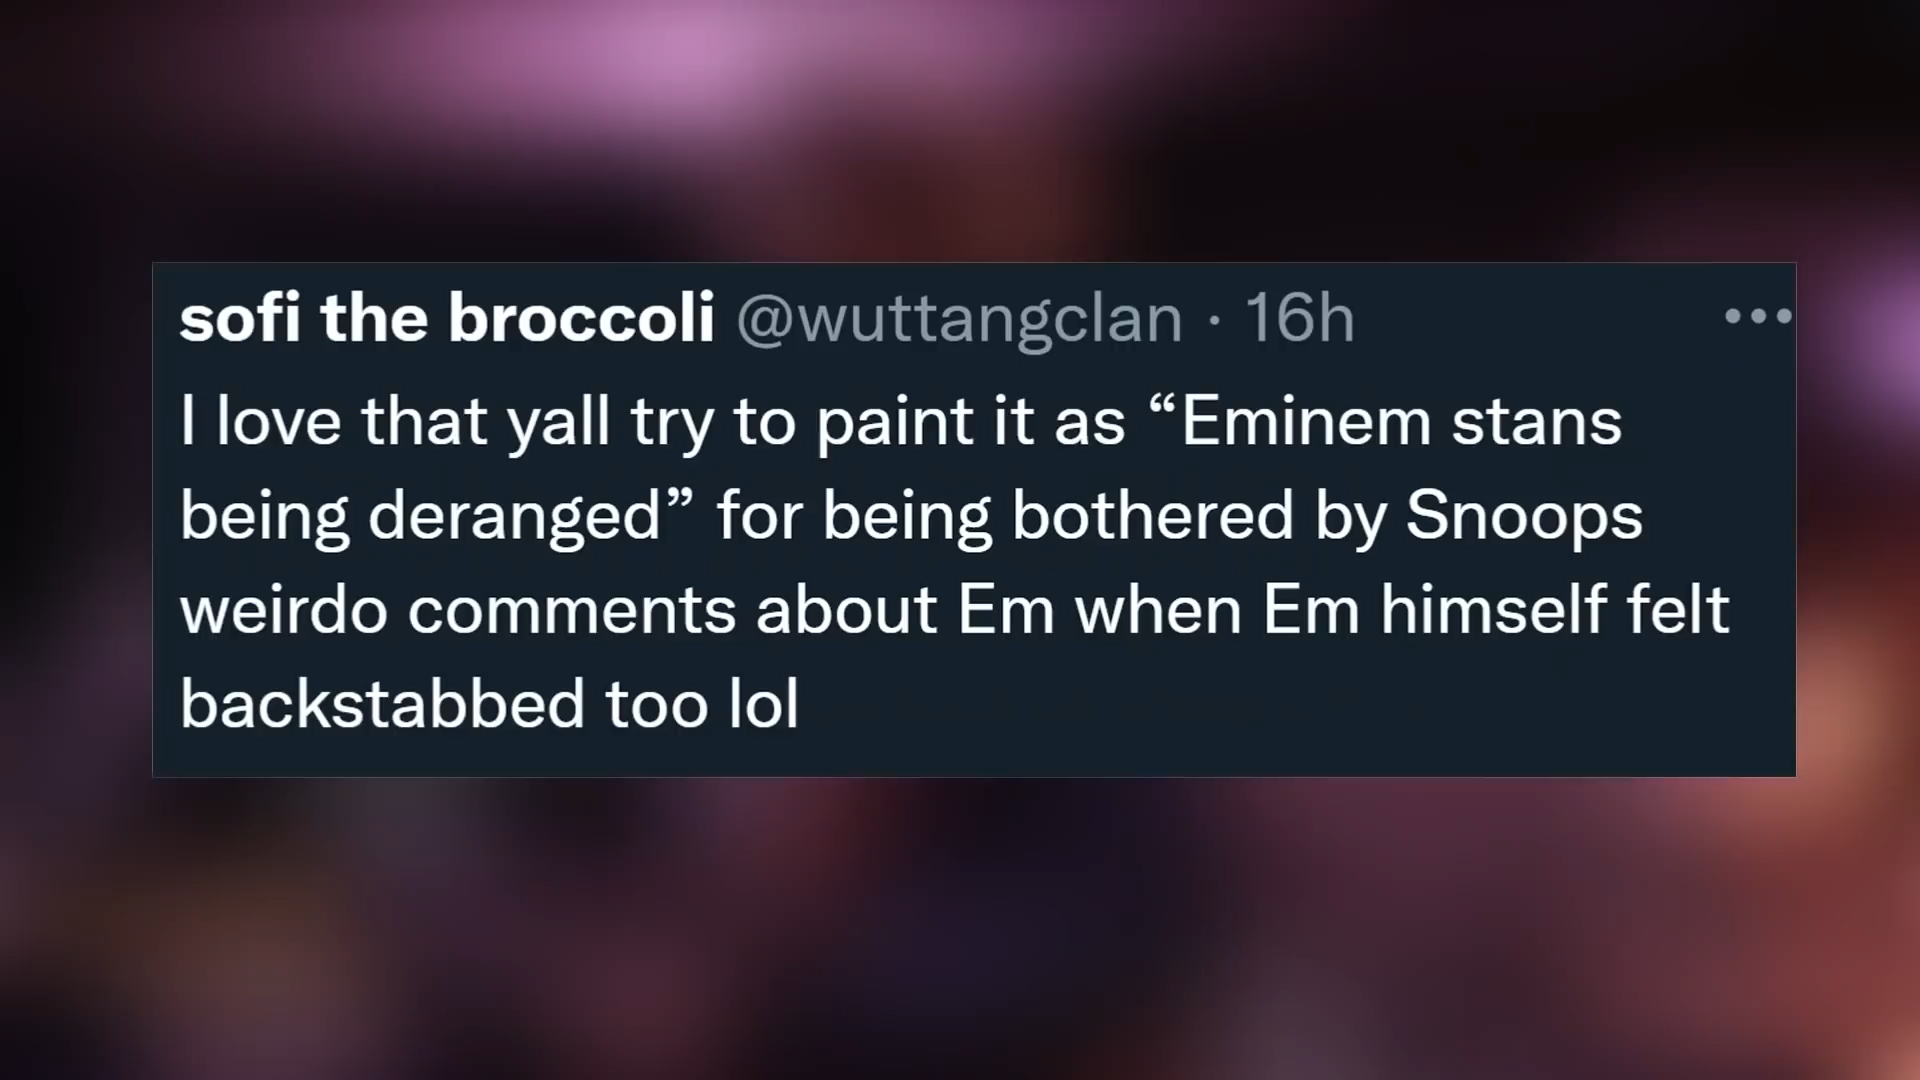 sofi the broccoli @wuttangclan · 16h
I love that yall try to paint it as “Eminem stans
being deranged” for being bothered by Snoops
weirdo comments about Em when Em himself felt
backstabbed too lol